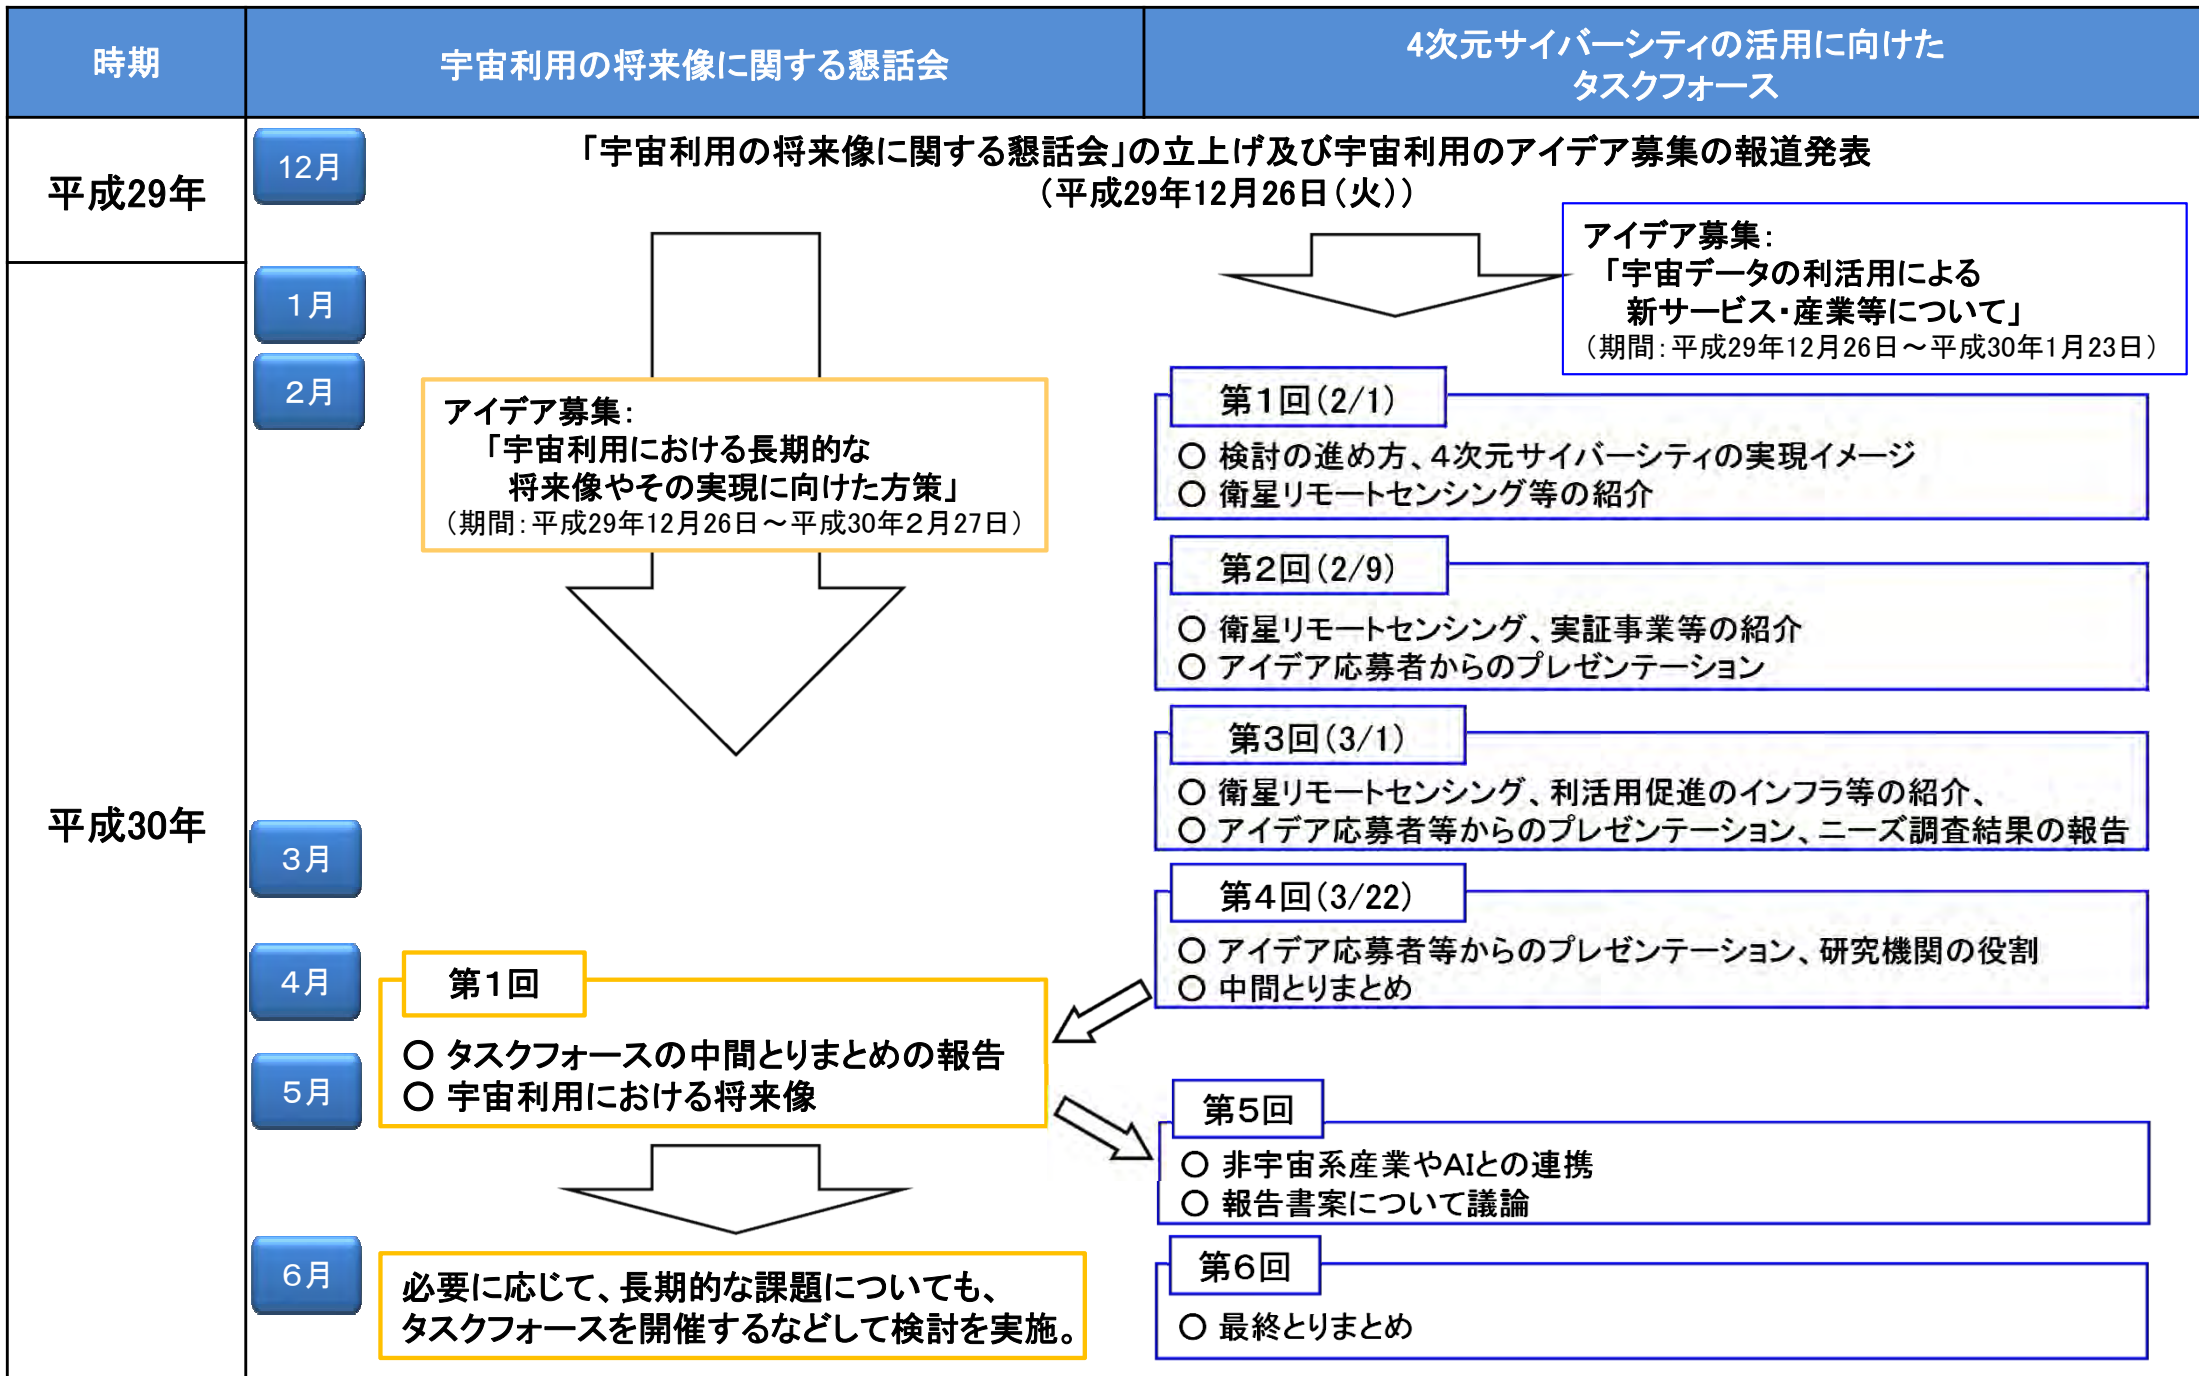 時期
宇宙利用の将来像に関する懇話会
4次元サイバーシティの活用に向けた
タスクフォース
平成29年
12月
「宇宙利用の将来像に関する懇話会」の立上げ及び宇宙利用のアイデア募集の報道発表
（平成29年12月26日（火））
アイデア募集：
「宇宙データの利活用による
新サービス・産業等について」
（期間：平成29年12月26日～平成30年1月23日）
平成30年
1月
2月
アイデア募集：
「宇宙利用における長期的な
将来像やその実現に向けた方策」
（期間：平成29年12月26日～平成30年2月27日）
第1回（2/1）
○ 検討の進め方、4次元サイバーシティの実現イメージ
○ 衛星リモートセンシング等の紹介
第2回（2/9）
○ 衛星リモートセンシング、実証事業等の紹介
○ アイデア応募者からのプレゼンテーション
第3回（3/1）
○ 衛星リモートセンシング、利活用促進のインフラ等の紹介、
○ アイデア応募者等からのプレゼンテーション、ニーズ調査結果の報告
3月
第4回（3/22）
○ アイデア応募者等からのプレゼンテーション、研究機関の役割
○ 中間とりまとめ
4月
第1回
○ タスクフォースの中間とりまとめの報告
○ 宇宙利用における将来像
5月
第5回
○ 非宇宙系産業やAIとの連携
○ 報告書案について議論
6月
必要に応じて、長期的な課題についても、
タスクフォースを開催するなどして検討を実施。
第6回
○ 最終とりまとめ